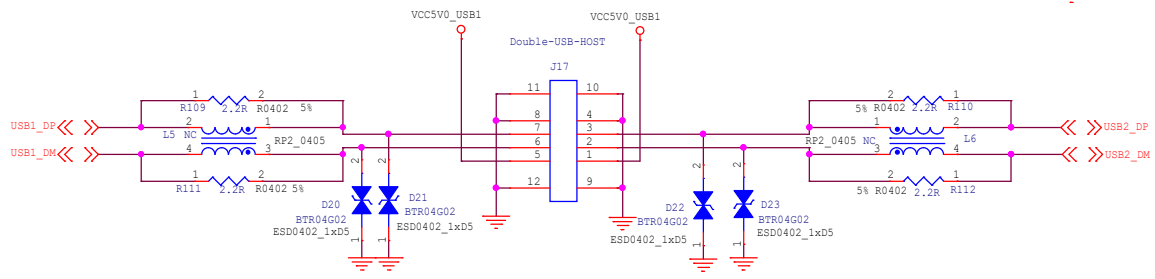 VCC5V0_USB1
VCC5V0_USB1
Double-USB-HOST
J17
11 10
8 4
7 3
6 2
5 1
12 9
USB1_DP
USB1_DM
1 2
R109 2.2R R0402 5%
2 1
L5 NC
RP2_0405
4 3
1 2
R111 2.2R R0402 5%
2 1
5% R0402 2.2R R110
1 2
RP2_0405 NC L6
3 4
2 1
5% R0402 2.2R R112
USB2_DP
USB2_DM
2
D20
BTR04G02
ESD0402_1xD5
1
2
D21
BTR04G02
ESD0402_1xD5
1
2
D22
BTR04G02
ESD0402_1xD5
1
2
D23
BTR04G02
ESD0402_1xD5
1